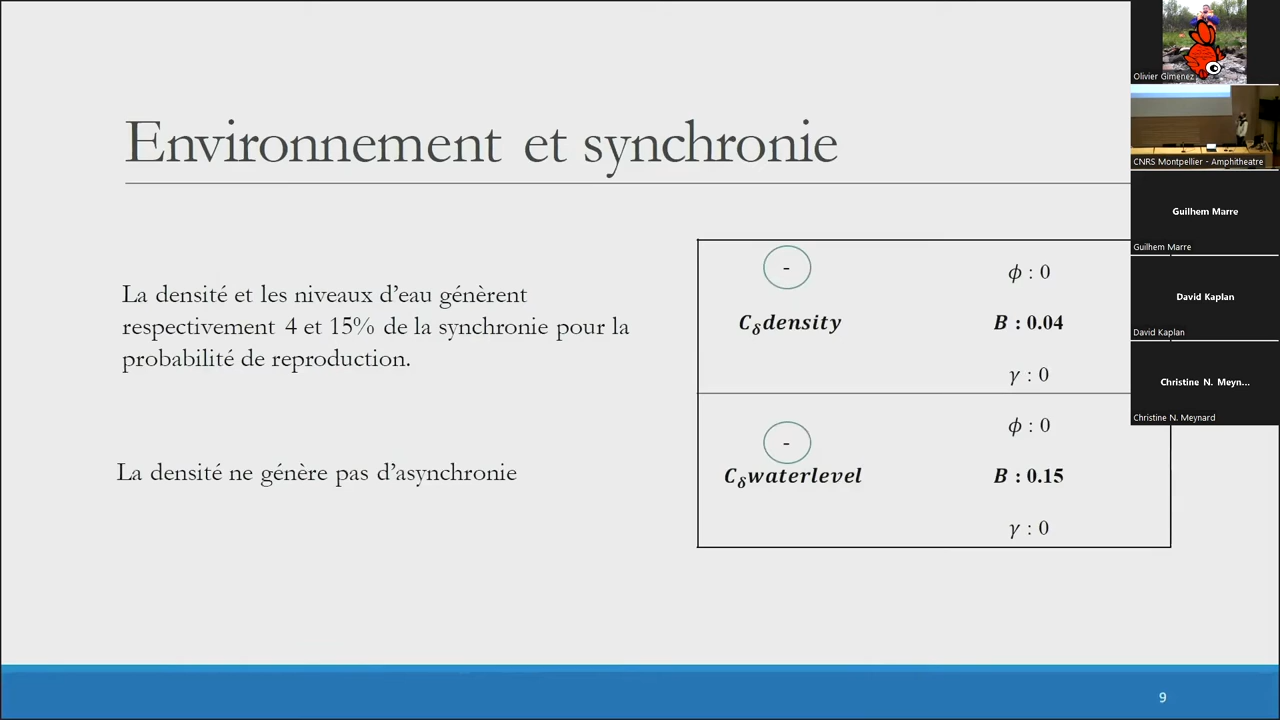 Environnement et synchronie
La densité et les niveaux d’eau génèrent
respectivement 4 et 15% de la synchronie pour la
probabilité de reproduction.
La densité ne génère pas d’asynchronie
-
ϕ : 0
C_δdensity
B : 0.04
γ : 0
-
ϕ : 0
C_δwaterlevel
B : 0.15
γ : 0
9
Olivier Gimenez
CNRS Montpellier - Amphitheatre
Guilhem Marre
Guilhem Marre
David Kaplan
David Kaplan
Christine N. Meyn...
Christine N. Meynard